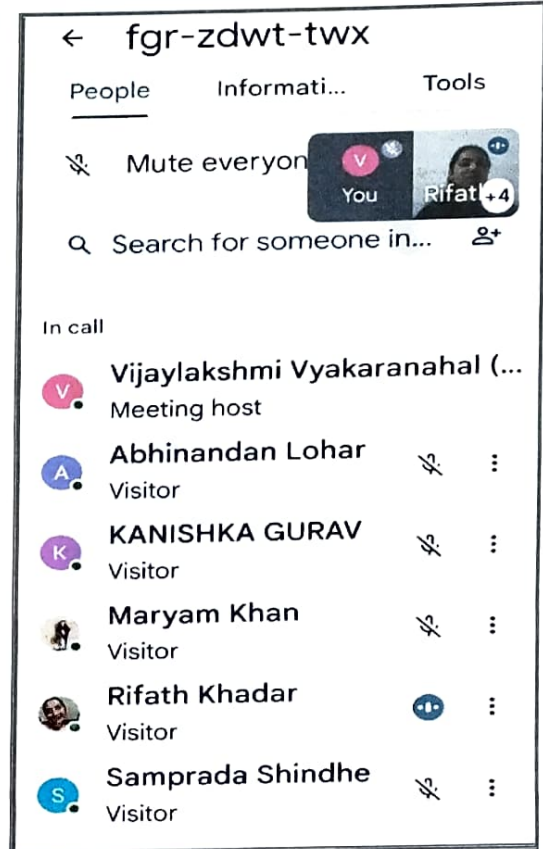 fgr-zdwt-twx
People Informati... Tools
Mute everyon
V
You Rifat +4
Search for someone in...
In call
V
Vijaylakshmi Vyakaranahal (...
Meeting host
A
Abhinandan Lohar
Visitor
K
KANISHKA GURAV
Visitor
Maryam Khan
Visitor
Rifath Khadar
Visitor
S
Samprada Shindhe
Visitor